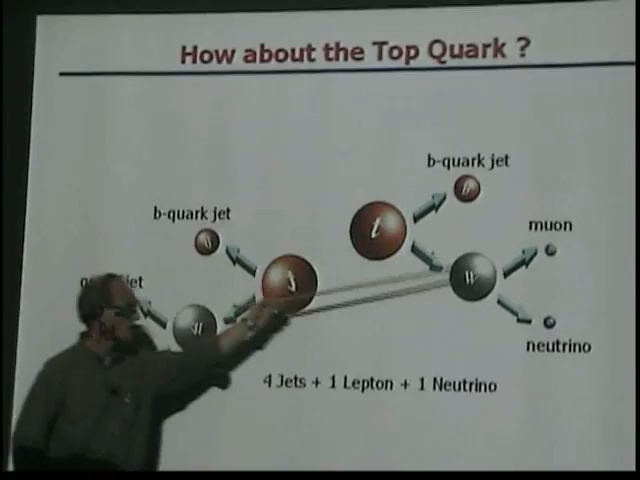 How about the Top Quark ?
b-quark jet
b-quark jet
muon
t
b
W
jet
neutrino
4 Jets + 1 Lepton + 1 Neutrino